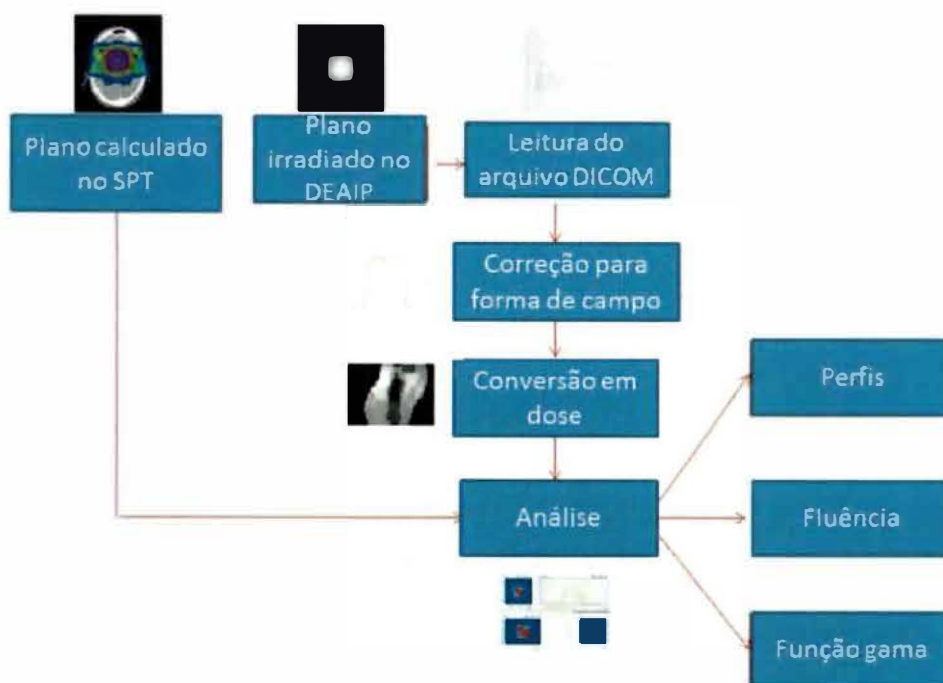 Plano calculado
no SPT
Plano
irradiado no
DEAIP
Leitura do
arquivo DICOM
Correção para
forma de campo
Conversão em
dose
Análise
Perfis
Fluência
Função gama